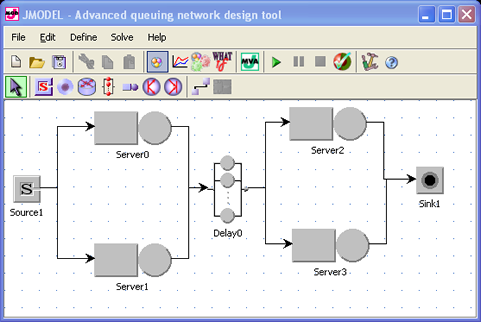 JMODEL - Advanced queuing network design tool
File Edit Define Solve Help
WHAT IF MVA
S
Server0
Server2
S
Source1
Delay0
Sink1
Server1
Server3